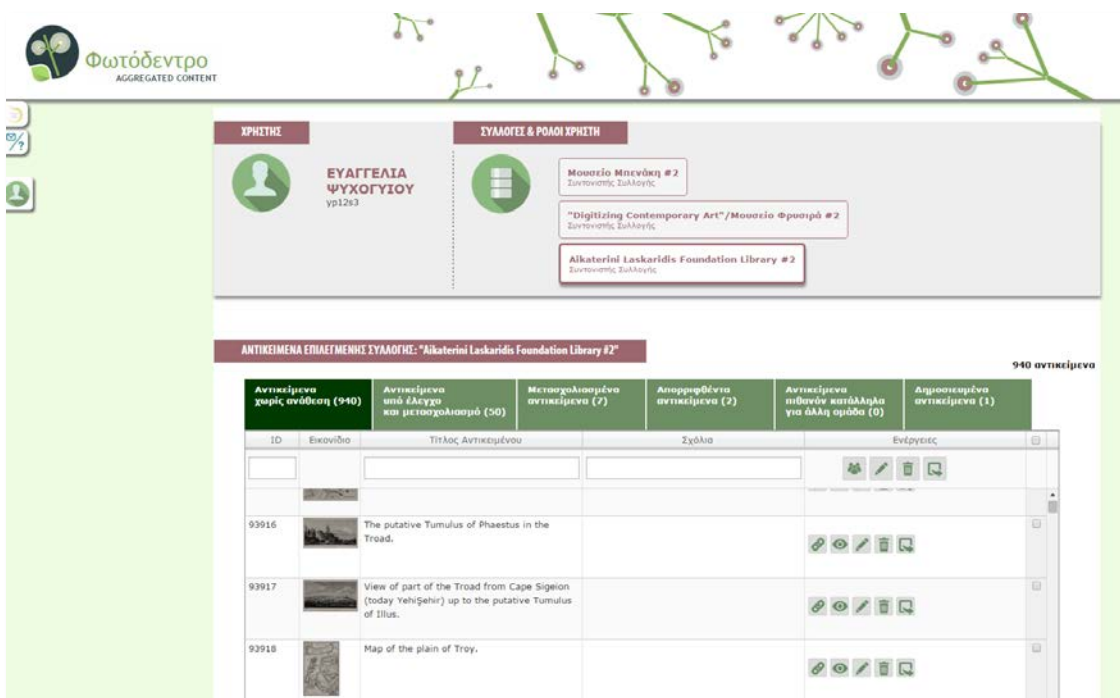 Φωτόδεντρο
AGGREGATED CONTENT
ΧΡΗΣΤΗΣ
ΕΥΑΓΓΕΛΙΑ
ΨΥΧΟΓΥΙΟΥ
yp12s3
ΣΥΛΛΟΓΕΣ & ΡΟΛΟΙ ΧΡΗΣΤΗ
Μουσείο Μπενάκη #2
Συντονιστής Συλλογής
"Digitizing Contemporary Art"/Μουσείο Φρυσιρά #2
Συντονιστής Συλλογής
Aikaterini Laskaridis Foundation Library #2
Συντονιστής Συλλογής
ΑΝΤΙΚΕΙΜΕΝΑ ΕΠΙΛΕΓΜΕΝΗΣ ΣΥΛΛΟΓΗΣ: "Aikaterini Laskaridis Foundation Library #2"
940 αντικείμενα
Αντικείμενα
χωρίς ανάθεση (940)
Αντικείμενα
υπό έλεγχο
και μετασχολιασμό (50)
Μετασχολιασμένα
αντικείμενα (7)
Απορριφθέντα
αντικείμενα (2)
Αντικείμενα
πιθανόν κατάλληλα
για άλλη ομάδα (0)
Δημοσιευμένα
αντικείμενα (1)
ID Εικονίδιο Τίτλος Αντικειμένου Σχόλια Ενέργειες
93916 The putative Tumulus of Phaestus in the
Troad.
93917 View of part of the Troad from Cape Sigeion
(today YehiŞehir) up to the putative Tumulus
of Illus.
93918 Map of the plain of Troy.